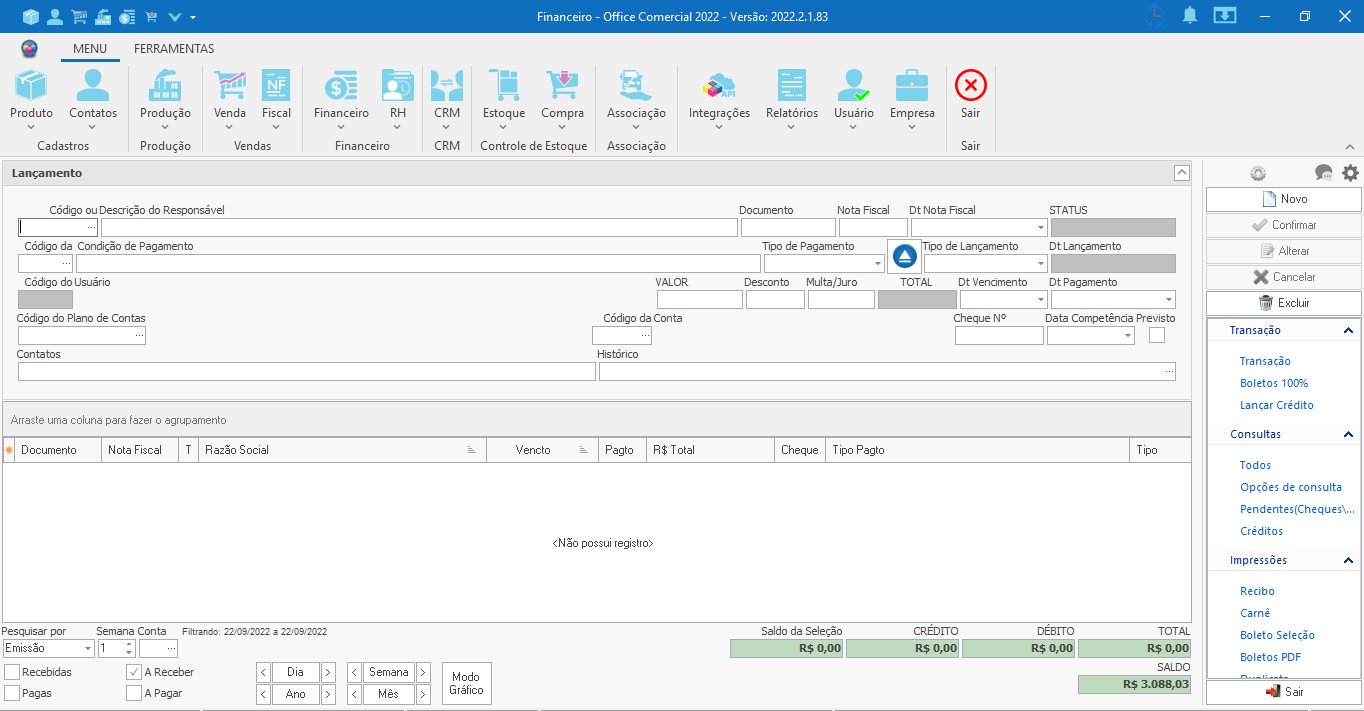 Financeiro - Office Comercial 2022 - Versão: 2022.2.1.83
MENU FERRAMENTAS
Produto Contatos Produção Venda Fiscal Financeiro RH CRM Estoque Compra Associação Integrações Relatórios Usuário Empresa Sair
Cadastros Produção Vendas Financeiro CRM Controle de Estoque Associação Sair
Lançamento
Código ou Descrição do Responsável Documento Nota Fiscal Dt Nota Fiscal STATUS
Código da Condição de Pagamento Tipo de Pagamento Tipo de Lançamento Dt Lançamento
Código do Usuário VALOR Desconto Multa/Juro TOTAL Dt Vencimento Dt Pagamento
Código do Plano de Contas Código da Conta Cheque Nº Data Competência Previsto
Contatos Histórico
Arraste uma coluna para fazer o agrupamento
Documento Nota Fiscal T Razão Social Vencto Pagto R$ Total Cheque Tipo Pagto Tipo
<Não possui registro>
Pesquisar por Semana Conta Filtrando: 22/09/2022 a 22/09/2022
Emissão 1
Recebidas A Receber
Pagas A Pagar
< Dia > < Semana >
< Ano > < Mês >
Modo
Gráfico
Saldo da Seleção CRÉDITO DÉBITO TOTAL
R$ 0,00 R$ 0,00 R$ 0,00 R$ 0,00
SALDO
R$ 3.088,03
Novo
Confirmar
Alterar
Cancelar
Excluir
Transação
Transação
Boletos 100%
Lançar Crédito
Consultas
Todos
Opções de consulta
Pendentes(Cheques\...
Créditos
Impressões
Recibo
Carnê
Boleto Seleção
Boletos PDF
Duplicata
Sair